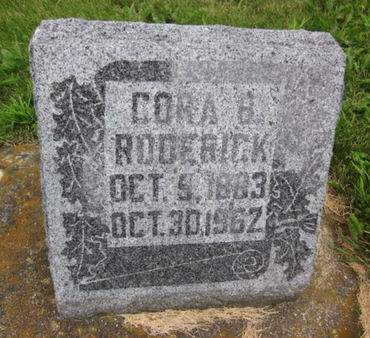 CORA B.
RODERICK
OCT. 5, 1883
OCT. 30, 1962